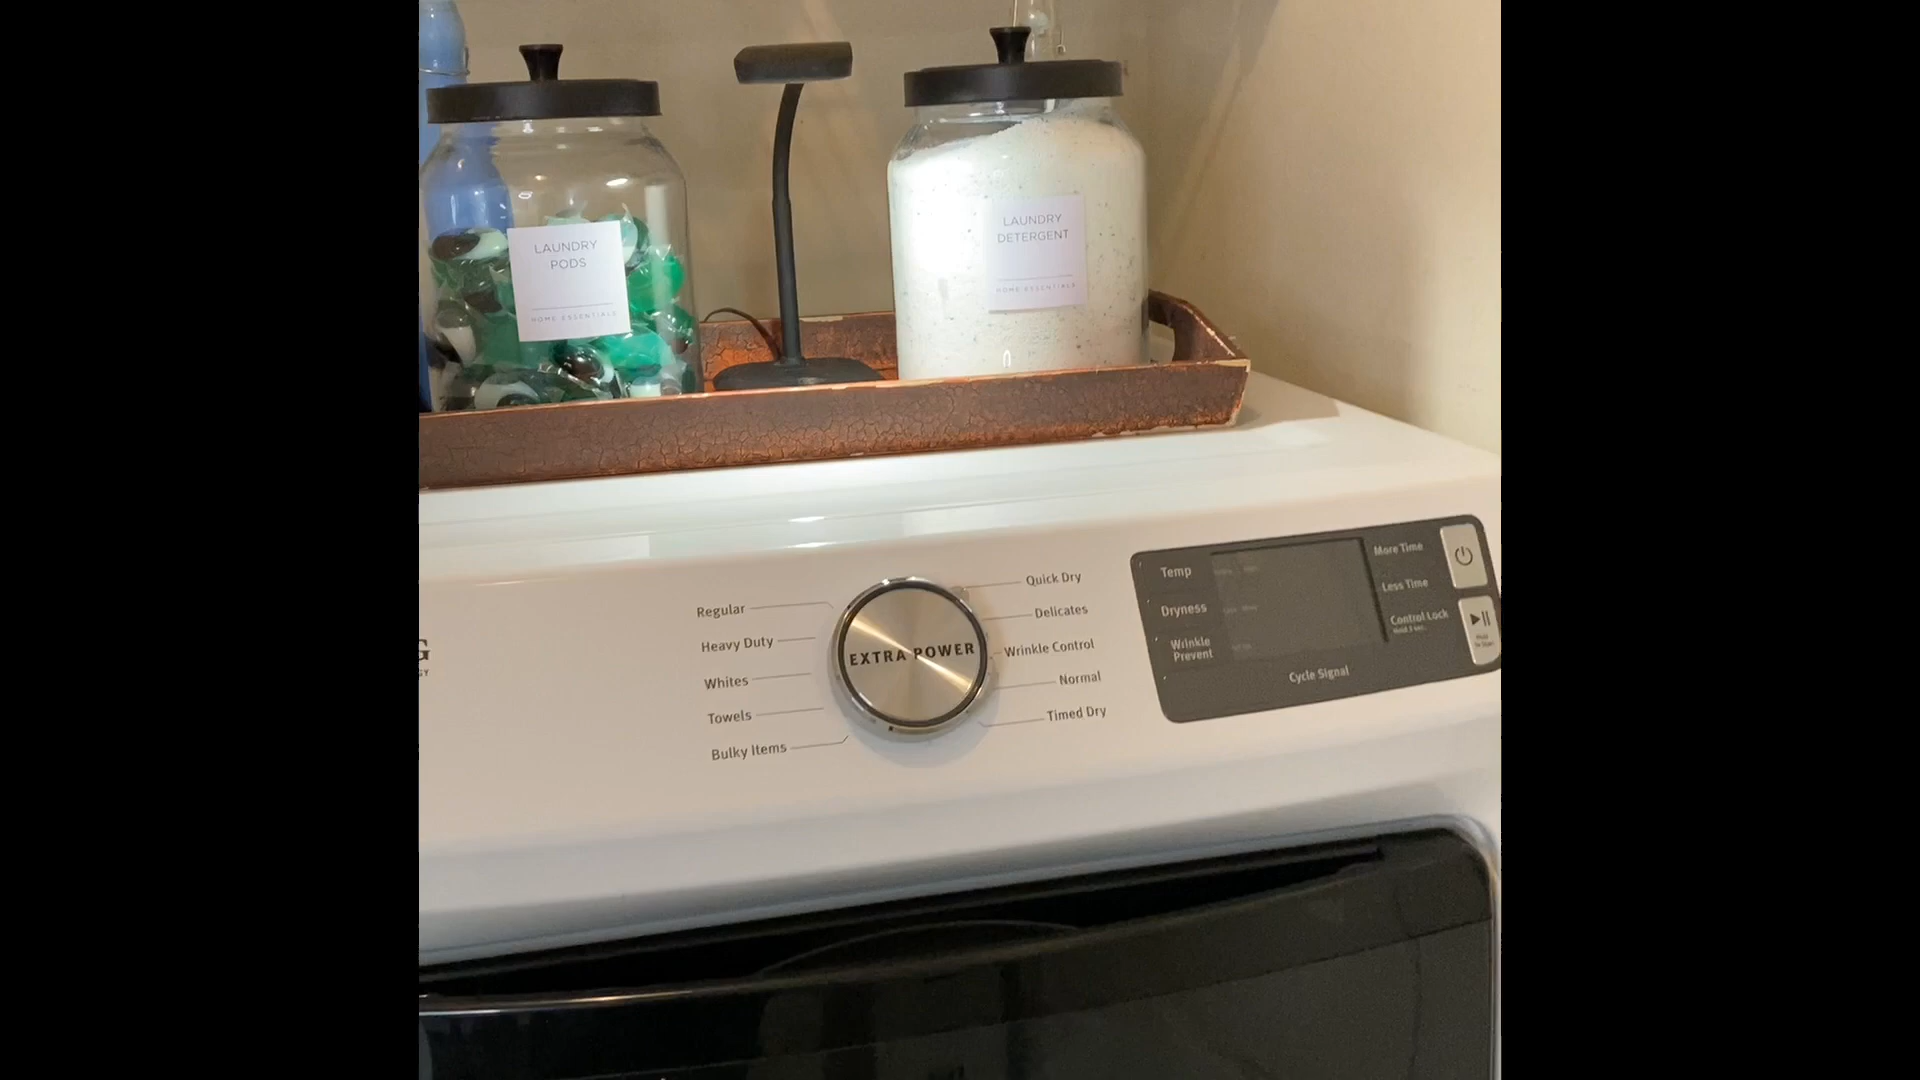 LAUNDRY
PODS
HOME ESSENTIALS
LAUNDRY
DETERGENT
HOME ESSENTIALS
Regular
Heavy Duty
Whites
Towels
Bulky Items
EXTRA POWER
Quick Dry
Delicates
Wrinkle Control
Normal
Timed Dry
Temp
Dryness
Wrinkle
Prevent
Cycle Signal
More Time
Less Time
Control Lock
G
GY